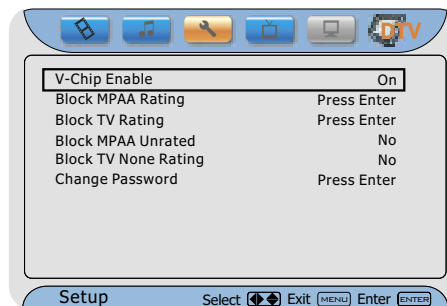 DTV
V-Chip Enable On
Block MPAA Rating Press Enter
Block TV Rating Press Enter
Block MPAA Unrated No
Block TV None Rating No
Change Password Press Enter
Setup Select Exit MENU Enter ENTER